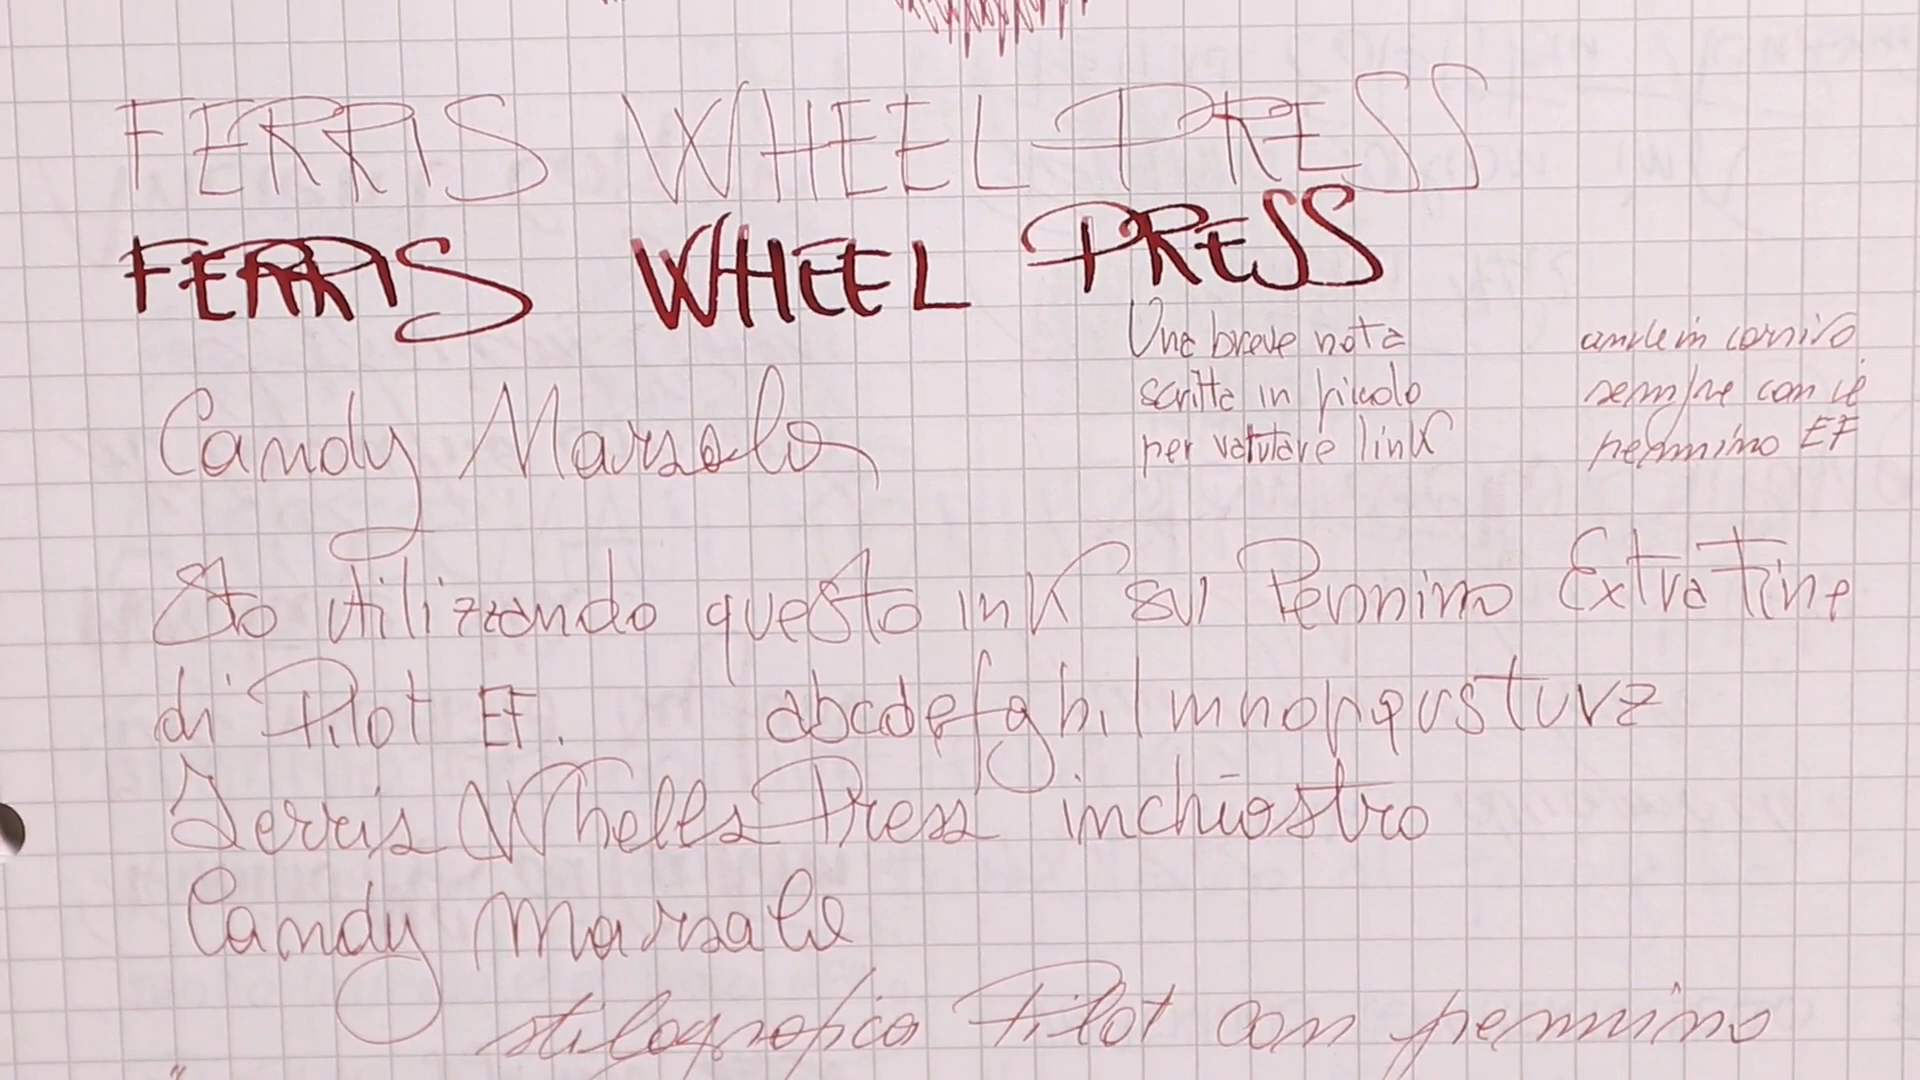 FERRIS WHEEL PRESS
FERRIS WHEEL PRESS
Una breve nota
scritta in piccolo
per valutare l'ink
anche in corsivo
sempre con il
pennino EF
Candy Marsala
Sto utilizzando questo ink sul Pennino Extra Fine
di Pilot EF. abcdefghilmnopqrstuvz
Ferris Wheels Press inchiostro
Candy Marsala
stilografica Pilot con pennino